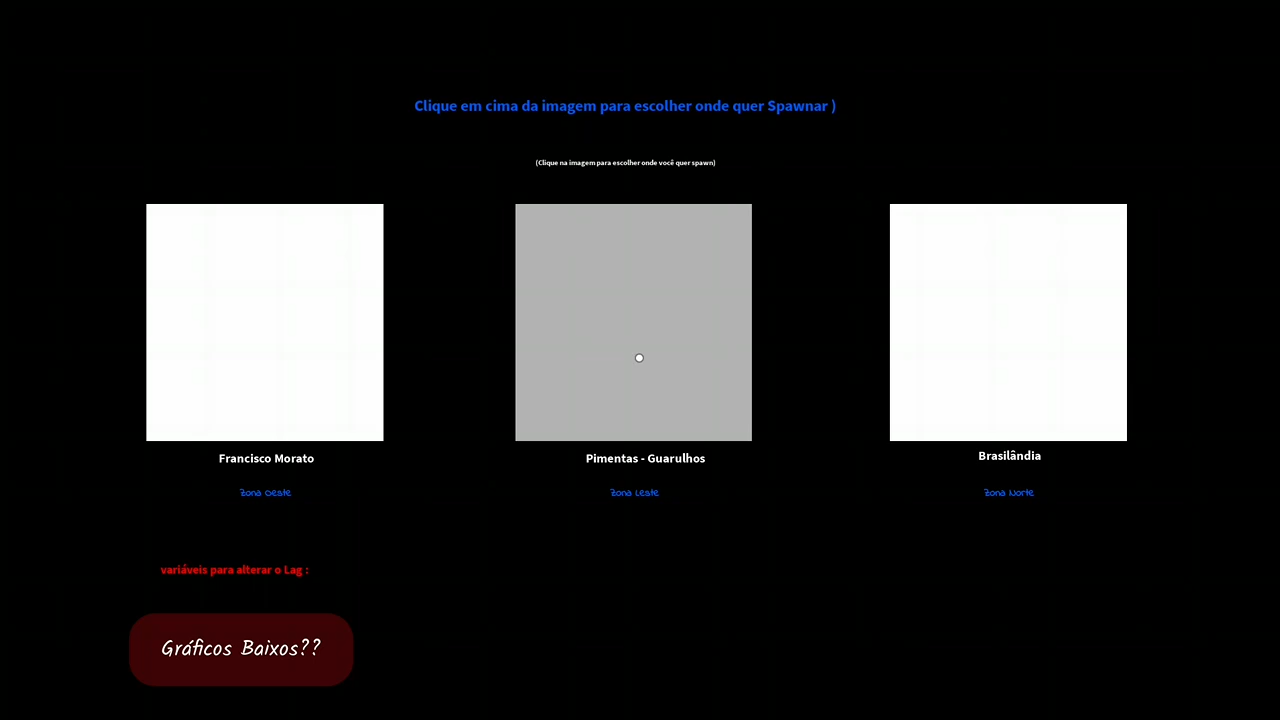 Clique em cima da imagem para escolher onde quer Spawnar )
(Clique na imagem para escolher onde você quer spawn)
Francisco Morato
Pimentas - Guarulhos
Brasilândia
Zona Oeste
Zona Leste
Zona Norte
variáveis para alterar o Lag :
Gráficos Baixos??